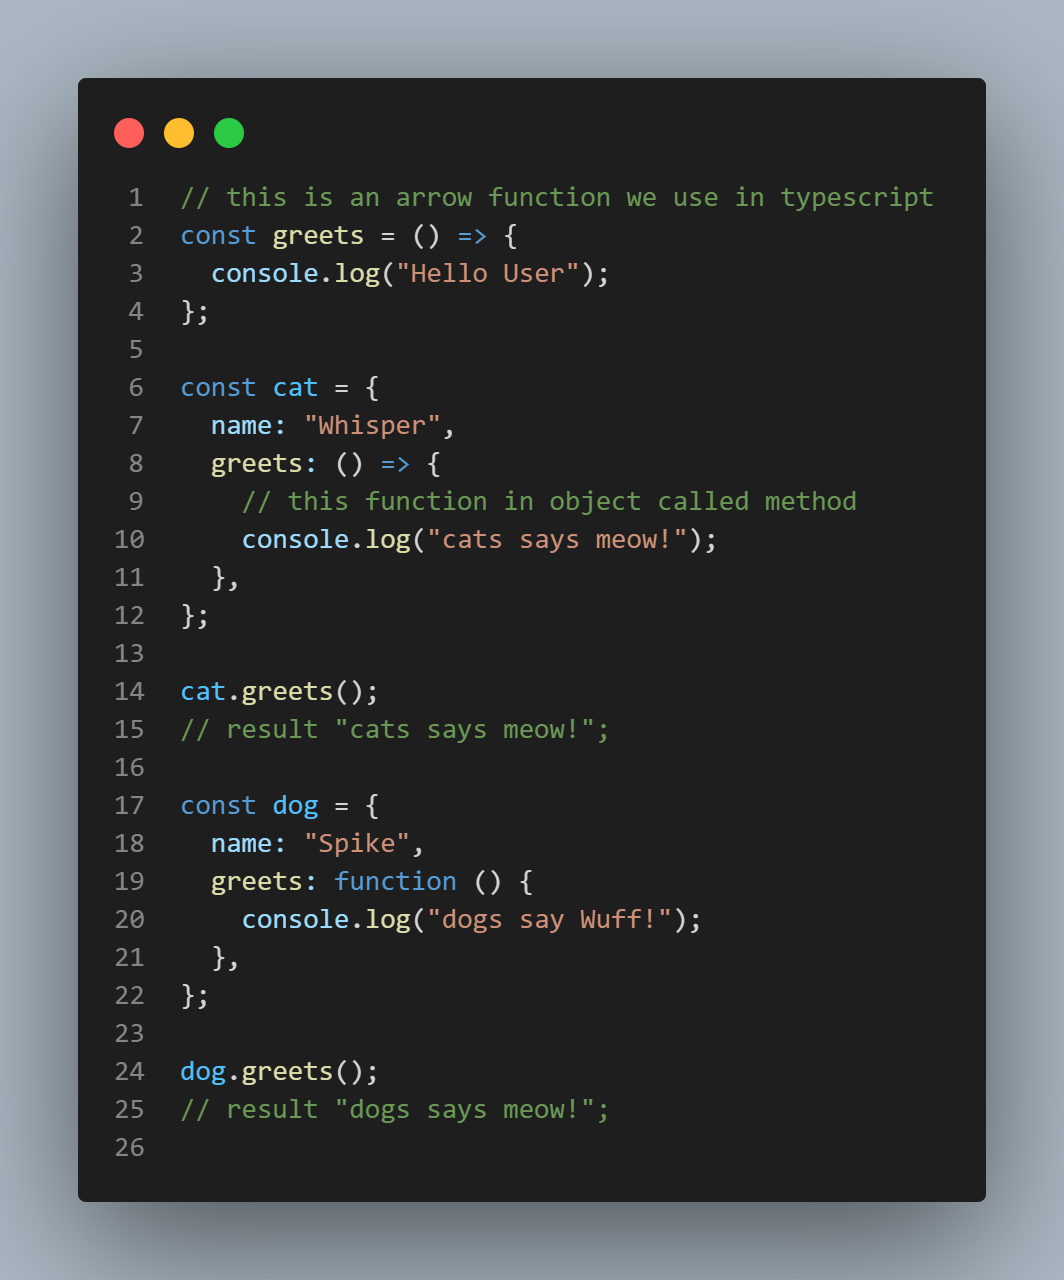 1 // this is an arrow function we use in typescript
2 const greets = () => {
3   console.log("Hello User");
4 };
5
6 const cat = {
7   name: "Whisper",
8   greets: () => {
9     // this function in object called method
10     console.log("cats says meow!");
11   },
12 };
13
14 cat.greets();
15 // result "cats says meow!";
16
17 const dog = {
18   name: "Spike",
19   greets: function () {
20     console.log("dogs say Wuff!");
21   },
22 };
23
24 dog.greets();
25 // result "dogs says meow!";
26